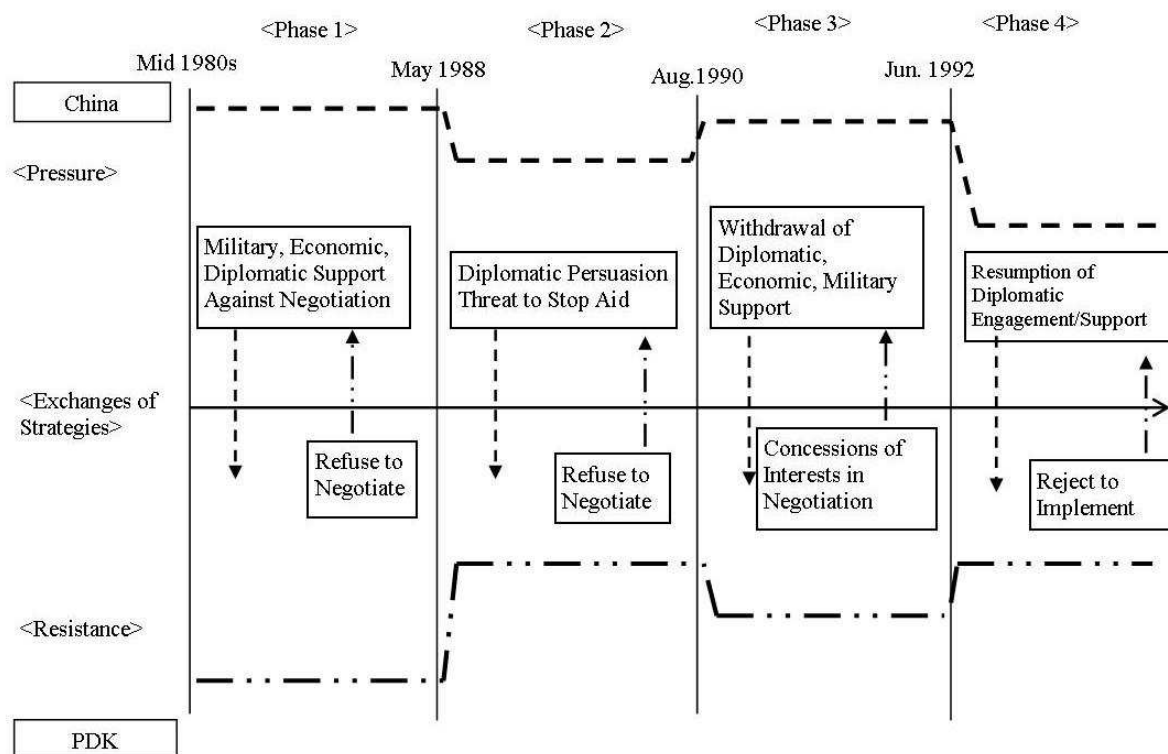 <Phase 1>
<Phase 2>
<Phase 3>
<Phase 4>
Mid 1980s
May 1988
Aug.1990
Jun. 1992
China
<Pressure>
Military, Economic,
Diplomatic Support
Against Negotiation
Diplomatic Persuasion
Threat to Stop Aid
Withdrawal of
Diplomatic,
Economic, Military
Support
Resumption of
Diplomatic
Engagement/Support
<Exchanges of
Strategies>
Refuse to
Negotiate
Refuse to
Negotiate
Concessions of
Interests in
Negotiation
Reject to
Implement
<Resistance>
PDK